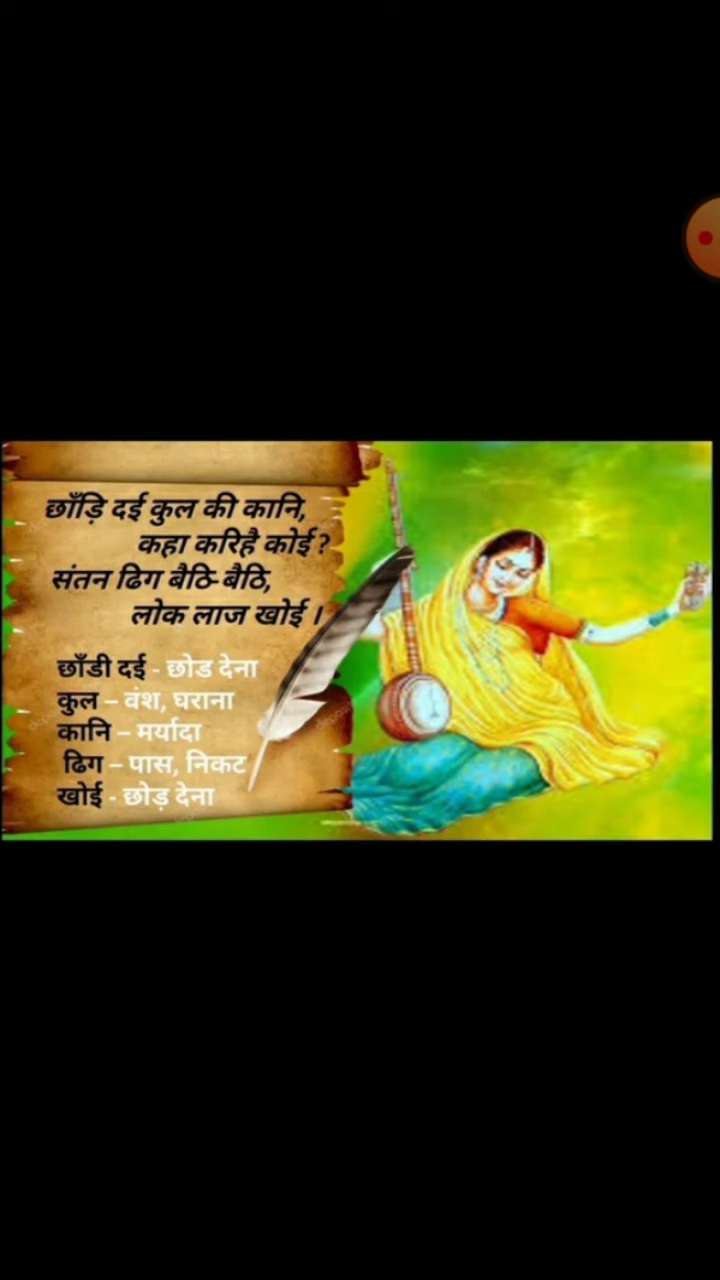 छाँड़ि दई कुल की कानि,
कहा करिहै कोई?
संतन ढिग बैठि-बैठि,
लोक लाज खोई।
छाँडी दई - छोड देना
कुल – वंश, घराना
कानि – मर्यादा
ढिग – पास, निकट
खोई - छोड़ देना